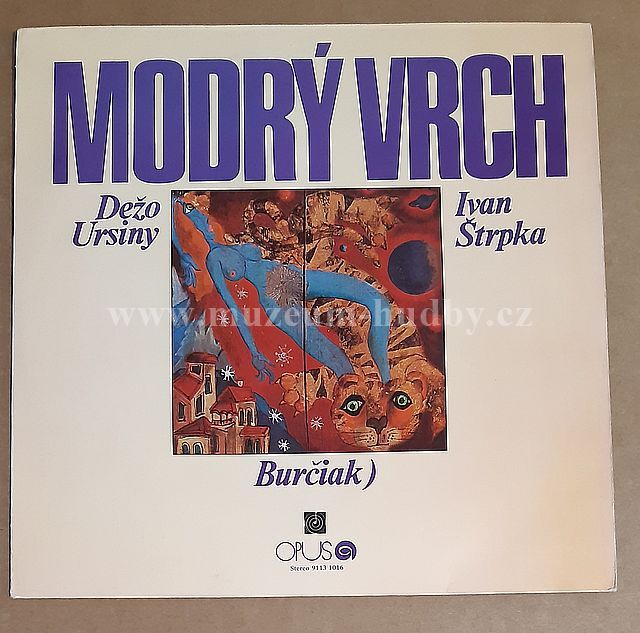 MODRÝ VRCH
Dežo
Ursiny
Ivan
Štrpka
www.muzeum-hudby.cz
Burčiak)
OPUS
Stereo 9113 1016